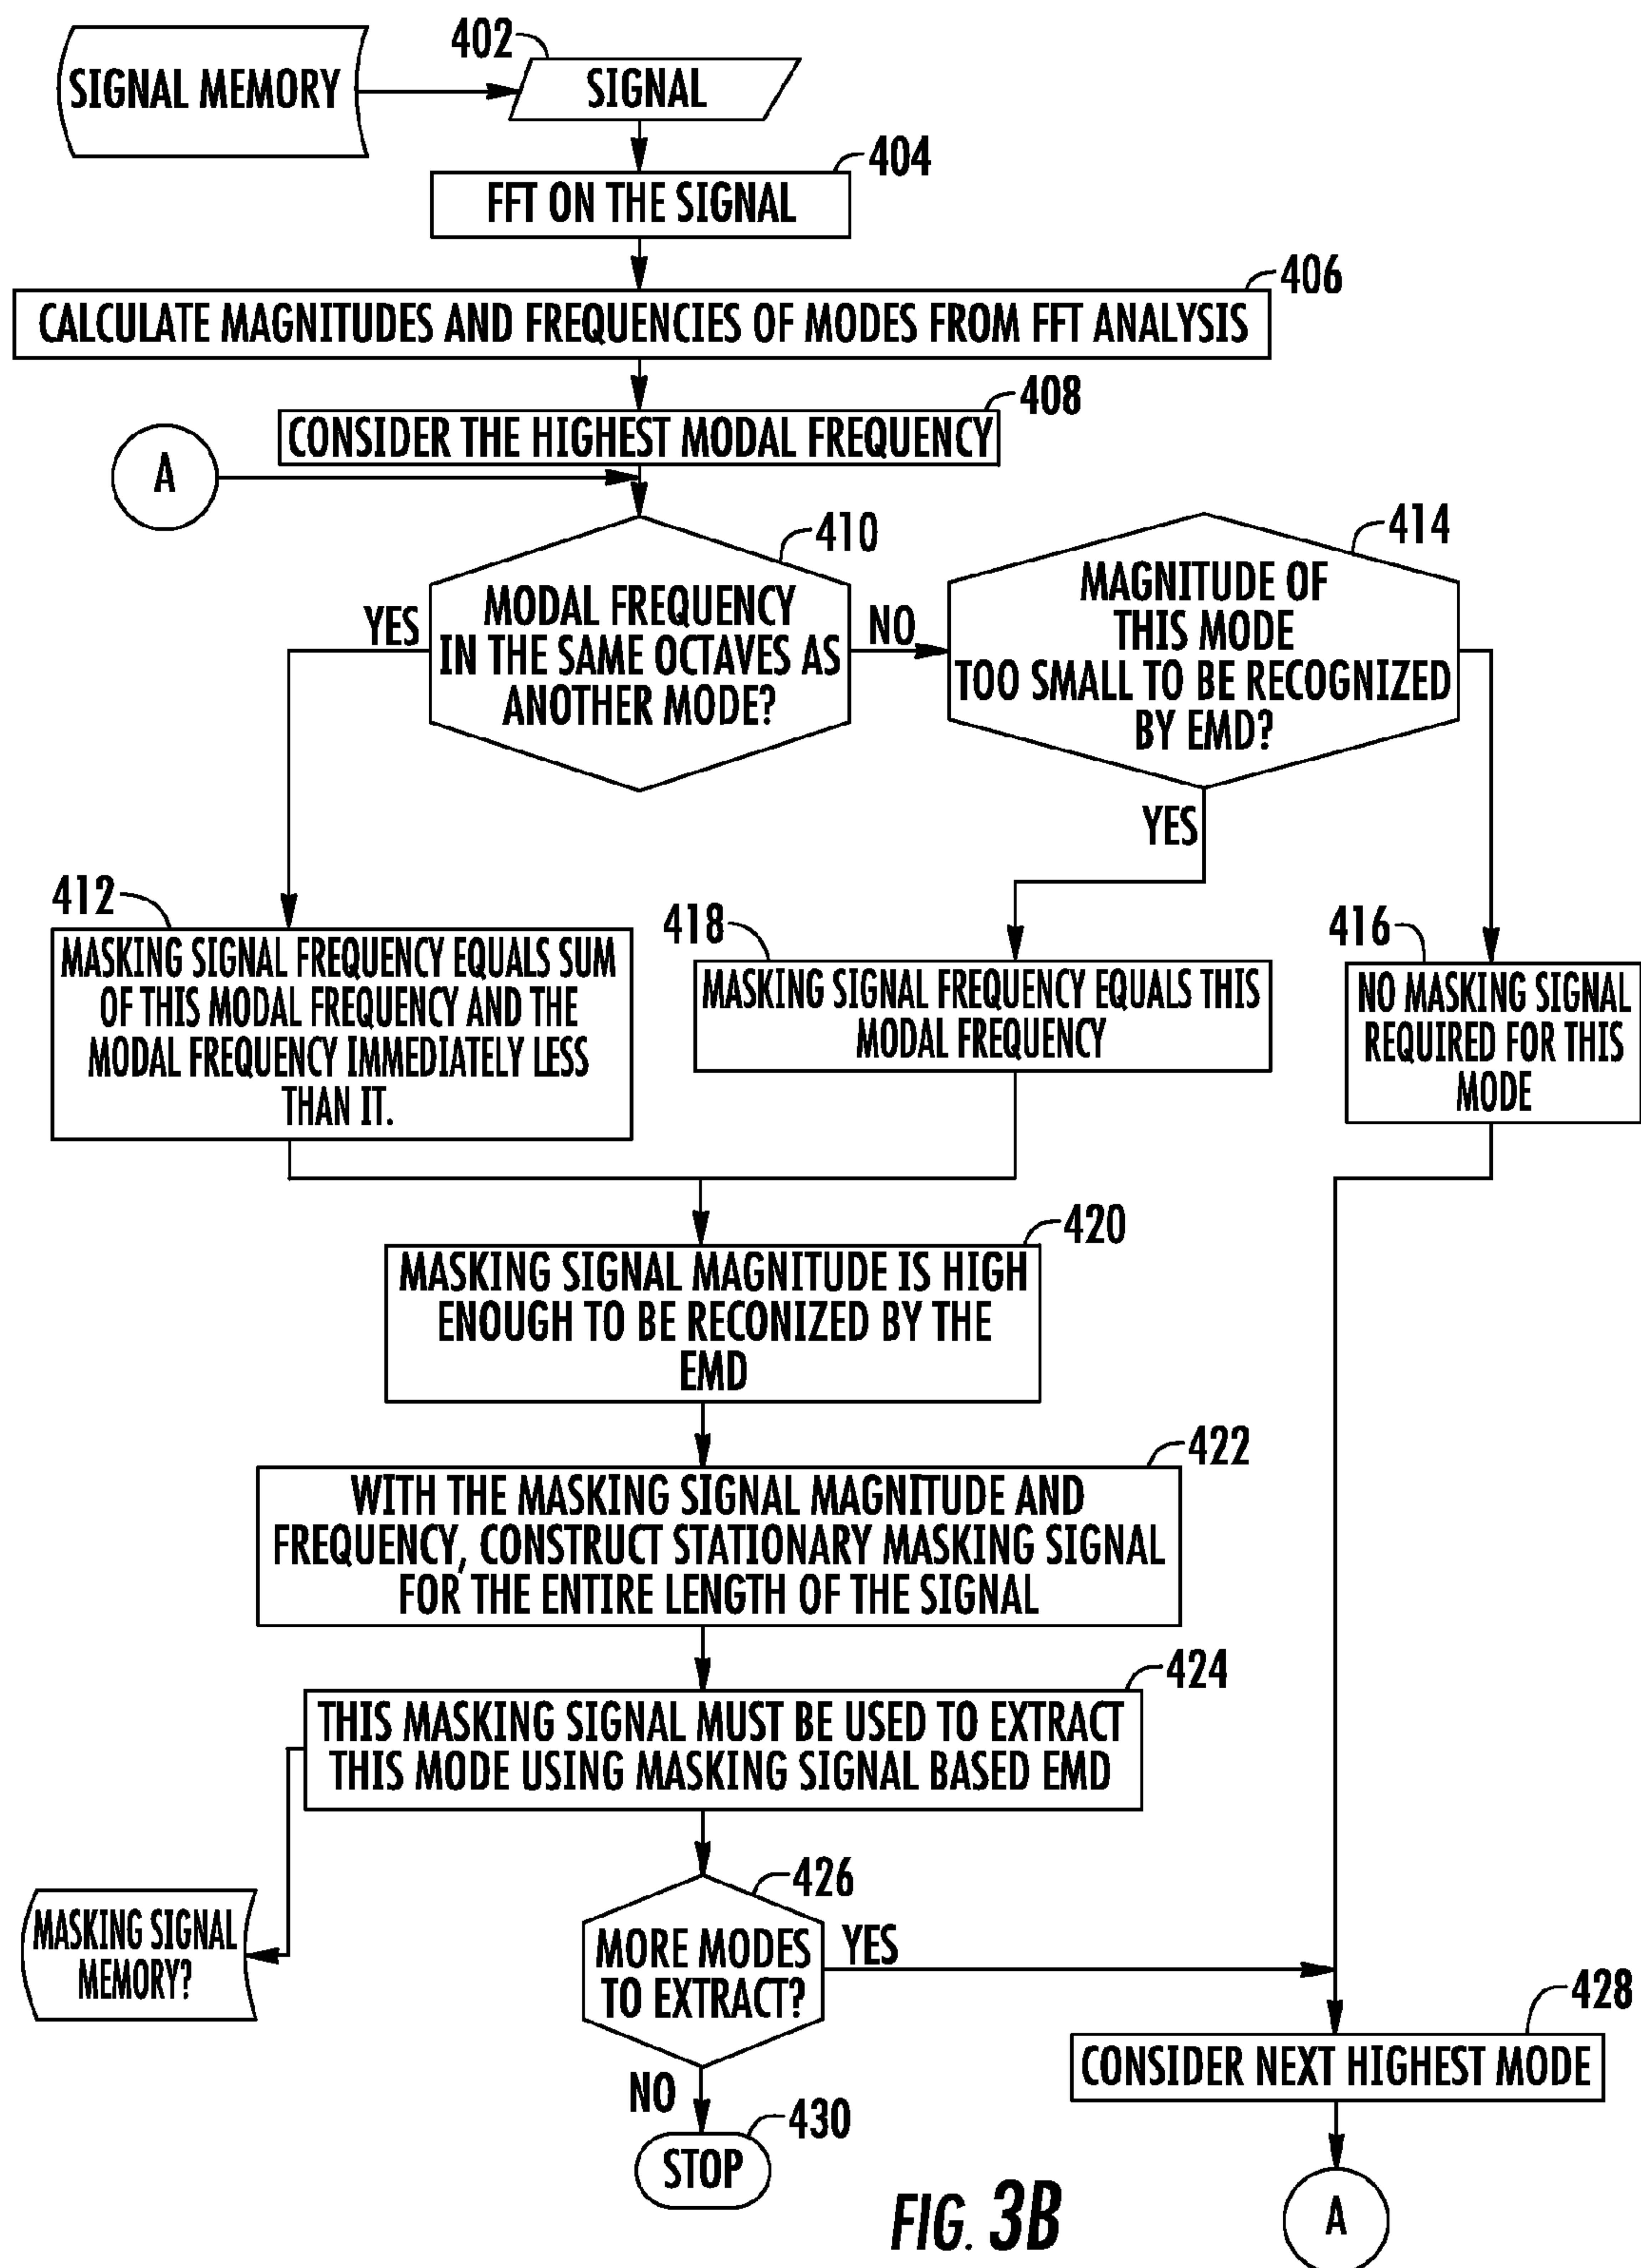 SIGNAL MEMORY
402
SIGNAL
404
FFT ON THE SIGNAL
406
CALCULATE MAGNITUDES AND FREQUENCIES OF MODES FROM FFT ANALYSIS
408
CONSIDER THE HIGHEST MODAL FREQUENCY
A
410
MODAL FREQUENCY
IN THE SAME OCTAVES AS
ANOTHER MODE?
YES
NO
414
MAGNITUDE OF
THIS MODE
TOO SMALL TO BE RECOGNIZED
BY EMD?
YES
412
MASKING SIGNAL FREQUENCY EQUALS SUM
OF THIS MODAL FREQUENCY AND THE
MODAL FREQUENCY IMMEDIATELY LESS
THAN IT.
418
MASKING SIGNAL FREQUENCY EQUALS THIS
MODAL FREQUENCY
416
NO MASKING SIGNAL
REQUIRED FOR THIS
MODE
420
MASKING SIGNAL MAGNITUDE IS HIGH
ENOUGH TO BE RECONIZED BY THE
EMD
422
WITH THE MASKING SIGNAL MAGNITUDE AND
FREQUENCY, CONSTRUCT STATIONARY MASKING SIGNAL
FOR THE ENTIRE LENGTH OF THE SIGNAL
424
THIS MASKING SIGNAL MUST BE USED TO EXTRACT
THIS MODE USING MASKING SIGNAL BASED EMD
MASKING SIGNAL
MEMORY?
426
MORE MODES
TO EXTRACT?
YES
NO
428
CONSIDER NEXT HIGHEST MODE
430
STOP
A
FIG. 3B